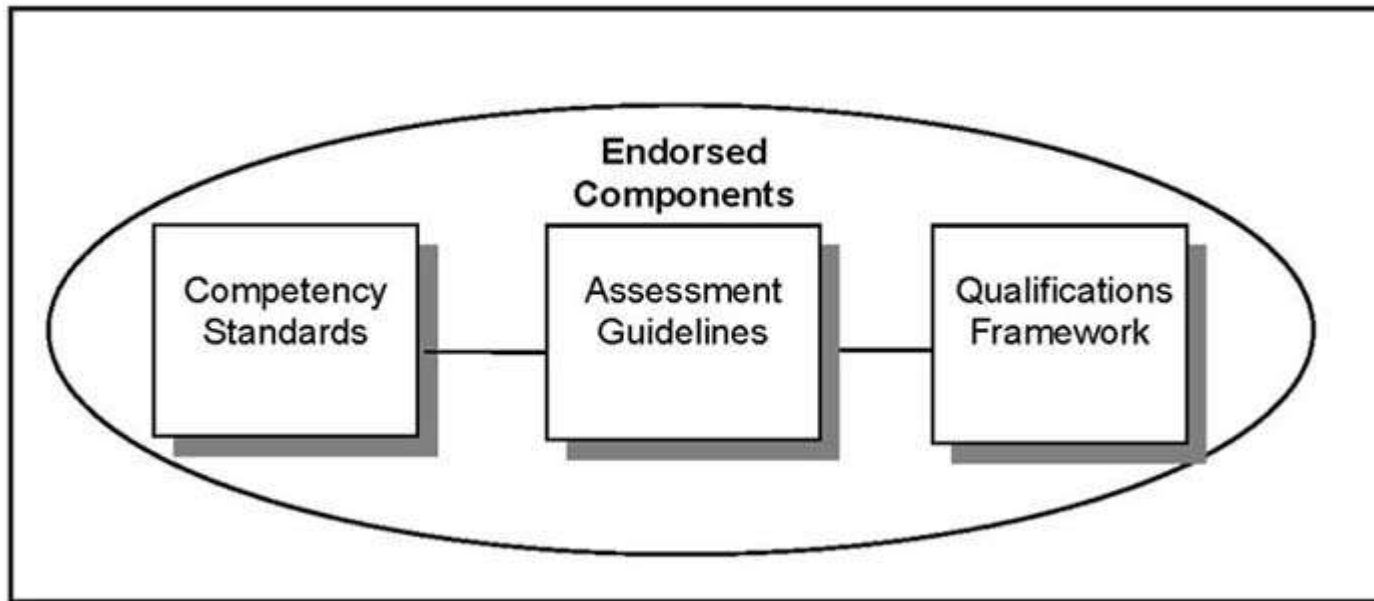 Endorsed
Components
Competency
Standards
Assessment
Guidelines
Qualifications
Framework